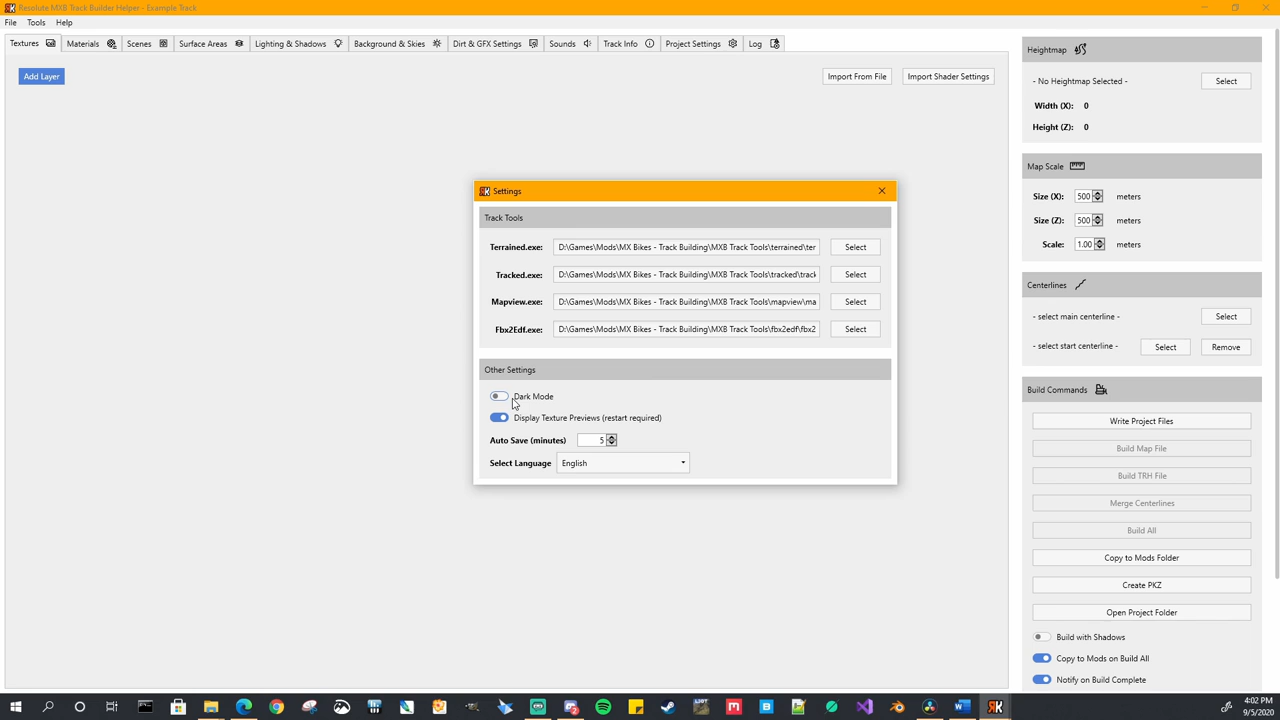 Resolute MXB Track Builder Helper - Example Track
File Tools Help
Textures Materials Scenes Surface Areas Lighting & Shadows Background & Skies Dirt & GFX Settings Sounds Track Info Project Settings Log
Add Layer Import From File Import Shader Settings
Heightmap
- No Heightmap Selected - Select
Width (X): 0
Height (Z): 0
Map Scale
Size (X): 500 meters
Size (Z): 500 meters
Scale: 1.00 meters
Centerlines
- select main centerline - Select
- select start centerline - Select Remove
Build Commands
Write Project Files
Build Map File
Build TRH File
Merge Centerlines
Build All
Copy to Mods Folder
Create PKZ
Open Project Folder
Build with Shadows
Copy to Mods on Build All
Notify on Build Complete
Settings
Track Tools
Terrained.exe: D:\Games\Mods\MX Bikes - Track Building\MXB Track Tools\terrained\ter Select
Tracked.exe: D:\Games\Mods\MX Bikes - Track Building\MXB Track Tools\tracked\track Select
Mapview.exe: D:\Games\Mods\MX Bikes - Track Building\MXB Track Tools\mapview\ma Select
Fbx2Edf.exe: D:\Games\Mods\MX Bikes - Track Building\MXB Track Tools\fbx2edf\fbx2 Select
Other Settings
Dark Mode
Display Texture Previews (restart required)
Auto Save (minutes) 5
Select Language English
4:02 PM
9/5/2020